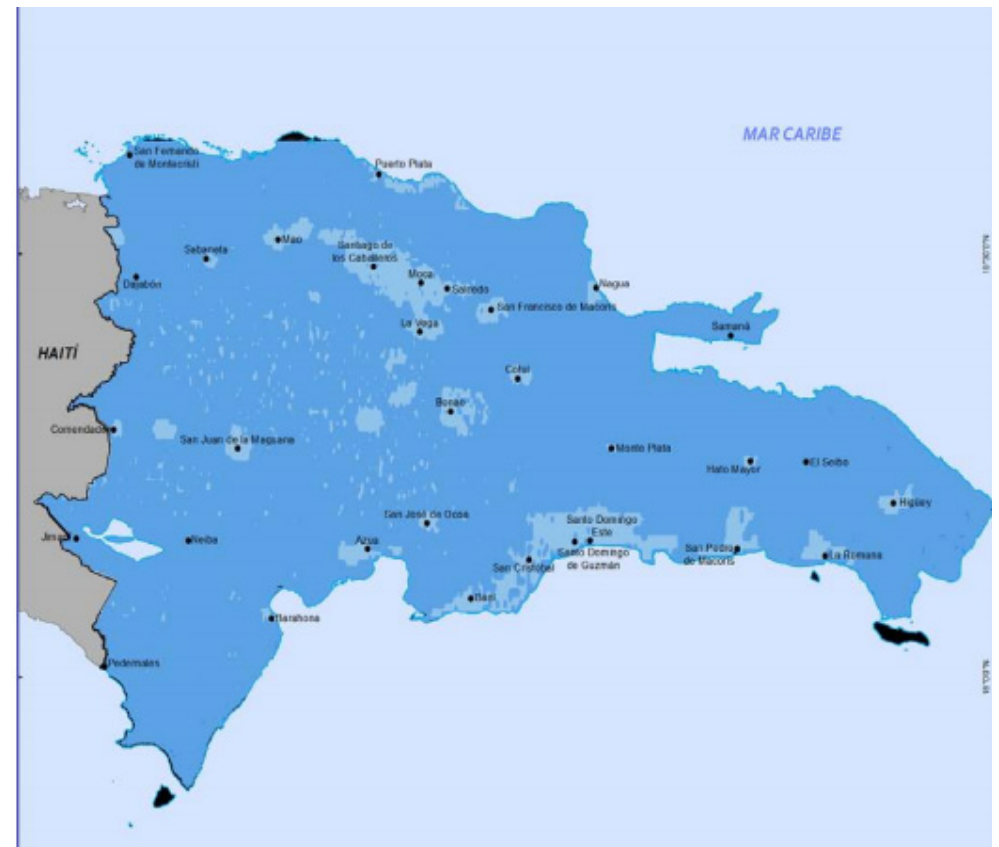 MAR CARIBE
San Fernando
de Montecristi
Puerto Plata
Mao
Santiago de
los Caballeros
Sabaneta
Moca
Dajabón
Salcedo
Nagua
San Francisco de Macorís
La Vega
Samaná
HAITÍ
Cotuí
Bonao
Comendador
San Juan de la Maguana
Monte Plata
Hato Mayor
El Seibo
Higüey
San José de Ocoa
Santo Domingo
Este
Jimaní
Neiba
Azua
Santo Domingo
de Guzmán
San Pedro
de Macorís
La Romana
San Cristóbal
Baní
Barahona
Pedernales